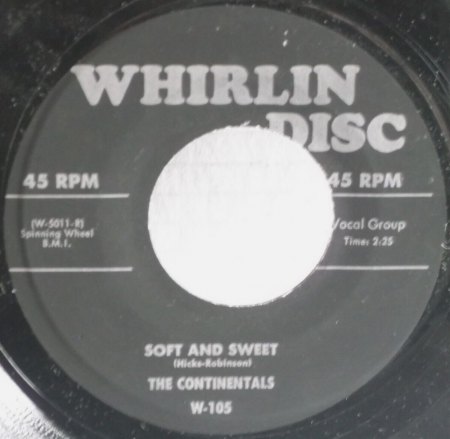 WHIRLIN
DISC
45 RPM
45 RPM
(W-5011-R)
Spinning Wheel
B.M.I.
Vocal Group
Time: 2:25
SOFT AND SWEET
(Hicks-Robinson)
THE CONTINENTALS
W-105